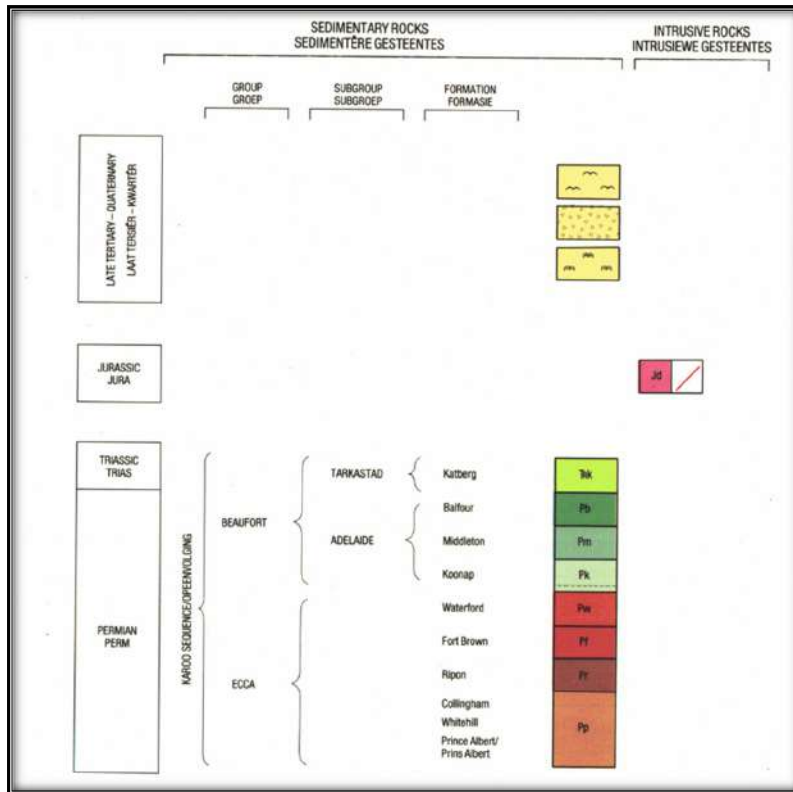 SEDIMENTARY ROCKS
SEDIMENTÊRE GESTEENTES
INTRUSIVE ROCKS
INTRUSIEWE GESTEENTES
GROUP
GROEP
SUBGROUP
SUBGROEP
FORMATION
FORMASIE
LATE TERTIARY – QUATERNARY
LAAT TERSIÊR – KWARTÊR
JURASSIC
JURA
Jd
TRIASSIC
TRIAS
PERMIAN
PERM
KAROO SEQUENCE/OPEENVOLGING
BEAUFORT
TARKASTAD
Katberg
ADELAIDE
Balfour
Pb
Middleton
Pm
Koonap
Pk
ECCA
Waterford
Pw
Fort Brown
Pf
Ripon
Pr
Collingham
Whitehill
Prince Albert/
Prins Albert
Pp